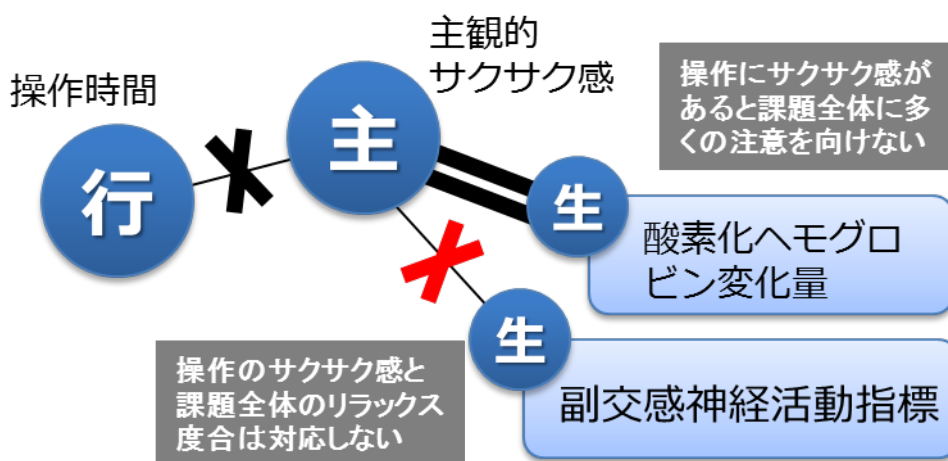 主観的
サクサク感
操作時間
操作にサクサク感が
あると課題全体に多
くの注意を向けない
行
主
生
酸素化ヘモグロ
ビン変化量
生
操作のサクサク感と
課題全体のリラックス
度合は対応しない
副交感神経活動指標